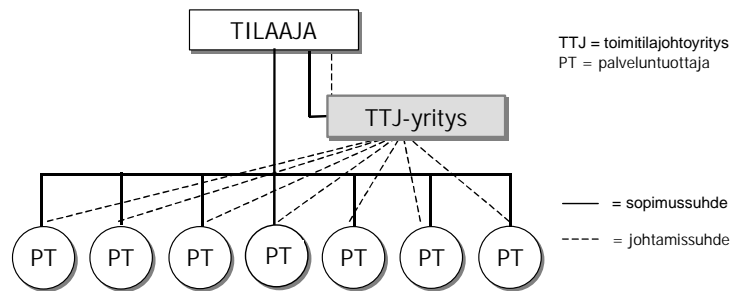 TILAAJA
TTJ = toimitilajohtoyritys
PT = palveluntuottaja
TTJ-yritys
= sopimussuhde
= johtamissuhde
PT PT PT PT PT PT PT